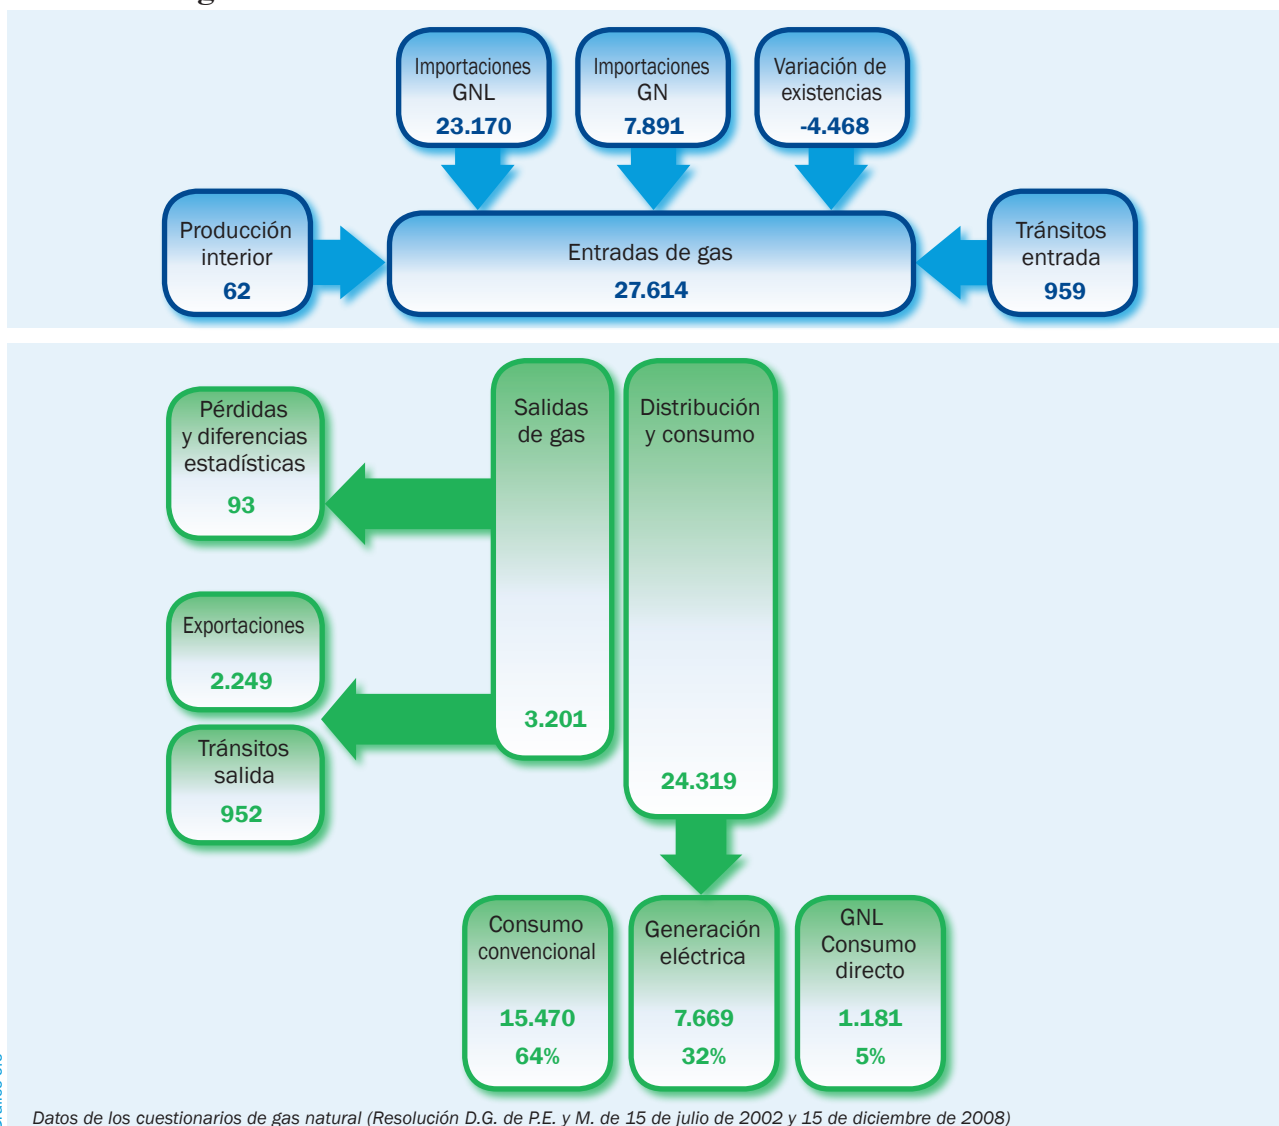 Importaciones
GNL
23.170
Importaciones
GN
7.891
Variación de
existencias
-4.468
Producción
interior
62
Entradas de gas
27.614
Tránsitos
entrada
959
Pérdidas
y diferencias
estadísticas
93
Salidas
de gas
3.201
Distribución
y consumo
24.319
Exportaciones
2.249
Tránsitos
salida
952
Consumo
convencional
15.470
64%
Generación
eléctrica
7.669
32%
GNL
Consumo
directo
1.181
5%
Datos de los cuestionarios de gas natural (Resolución D.G. de P.E. y M. de 15 de julio de 2002 y 15 de diciembre de 2008)